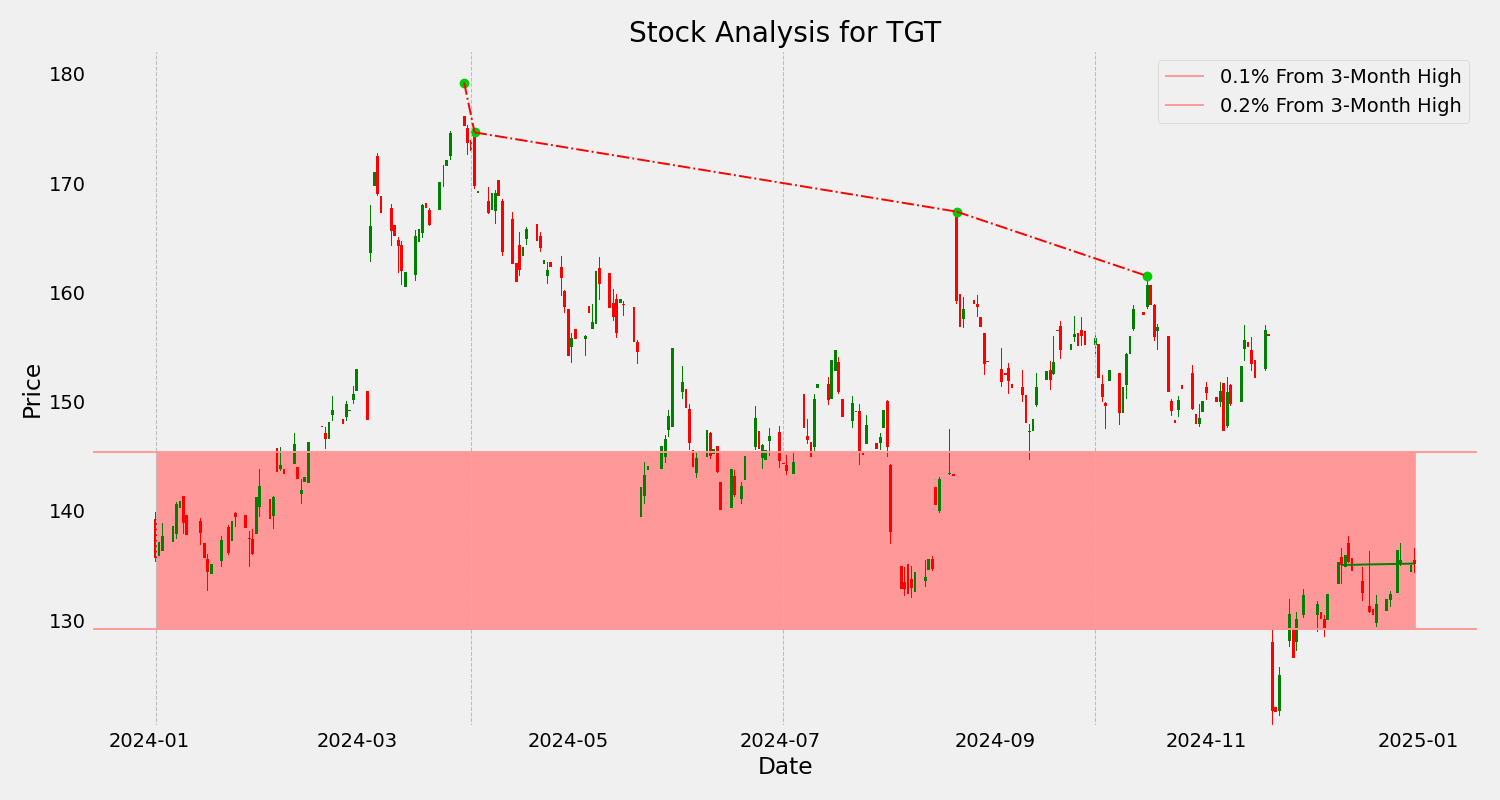 Stock Analysis for TGT
0.1% From 3-Month High
0.2% From 3-Month High
Price
180
170
160
150
140
130
2024-01
2024-03
2024-05
2024-07
2024-09
2024-11
2025-01
Date